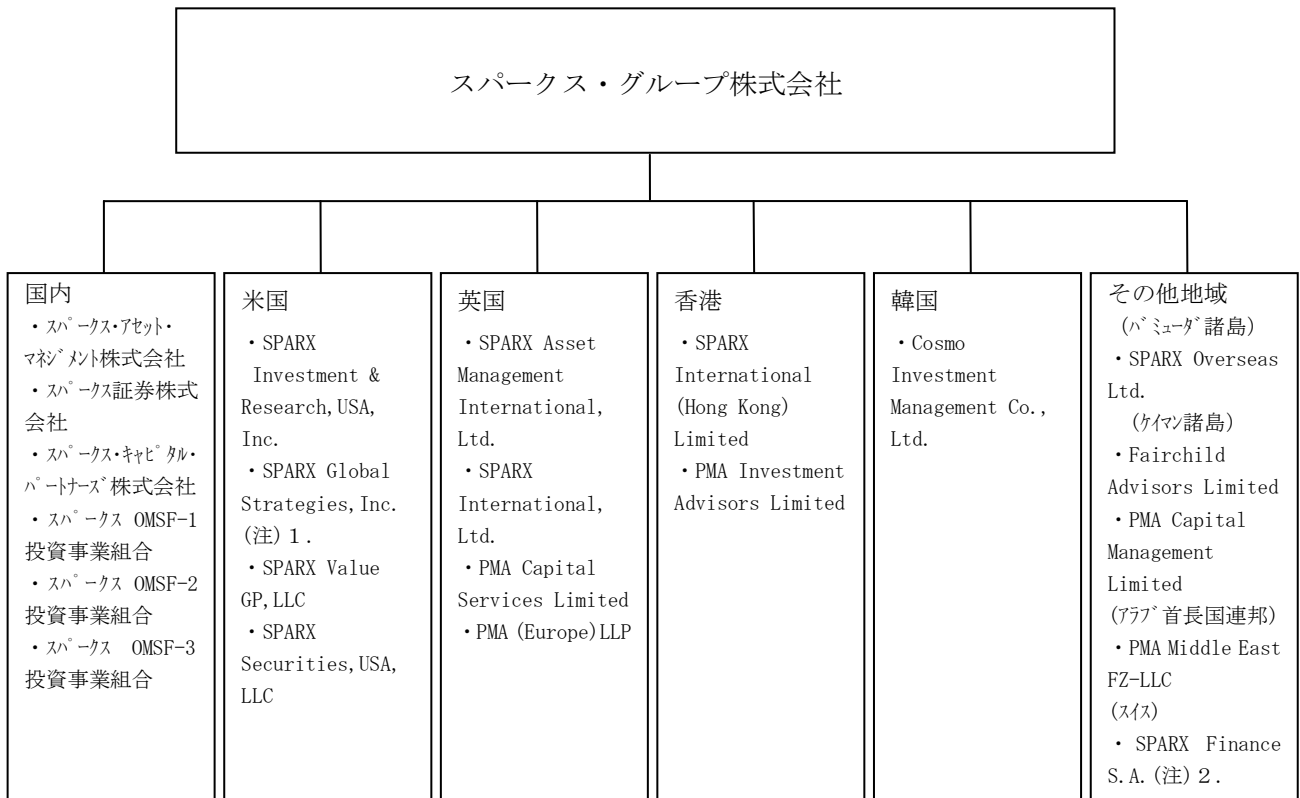 スパークス・グループ株式会社
国内
・ｽﾊﾟｰｸｽ･ｱｾｯﾄ･
ﾏﾈｼﾞﾒﾝﾄ株式会社
・ｽﾊﾟｰｸｽ証券株式
会社
・ｽﾊﾟｰｸｽ･ｷｬﾋﾟﾀﾙ･
ﾊﾟｰﾄﾅｰｽﾞ株式会社
・ｽﾊﾟｰｸｽ OMSF-1
投資事業組合
・ｽﾊﾟｰｸｽ OMSF-2
投資事業組合
・ｽﾊﾟｰｸｽ OMSF-3
投資事業組合
米国
・SPARX
Investment &
Research,USA,
Inc.
・SPARX Global
Strategies,Inc.
(注)１.
・SPARX Value
GP,LLC
・SPARX
Securities,USA,
LLC
英国
・SPARX Asset
Management
International,
Ltd.
・SPARX
International,
Ltd.
・PMA Capital
Services Limited
・PMA (Europe)LLP
香港
・SPARX
International
(Hong Kong)
Limited
・PMA Investment
Advisors Limited
韓国
・Cosmo
Investment
Management Co.,
Ltd.
その他地域
(ﾊﾞﾐｭｰﾀﾞ諸島)
・SPARX Overseas
Ltd.
(ｹｲﾏﾝ諸島)
・Fairchild
Advisors Limited
・PMA Capital
Management
Limited
(ｱﾗﾌﾞ首長国連邦)
・PMA Middle East
FZ-LLC
(ｽｲｽ)
・ SPARX Finance
S.A.(注)２.